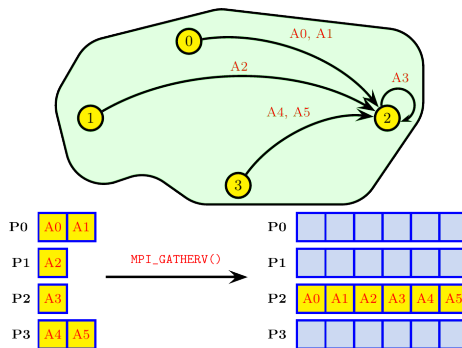 0
A0, A1
A2
A3
1
2
A4, A5
3
P0 A0 A1 P0
P1 A2 MPI_GATHERV() P1
P2 A3 P2 A0 A1 A2 A3 A4 A5
P3 A4 A5 P3